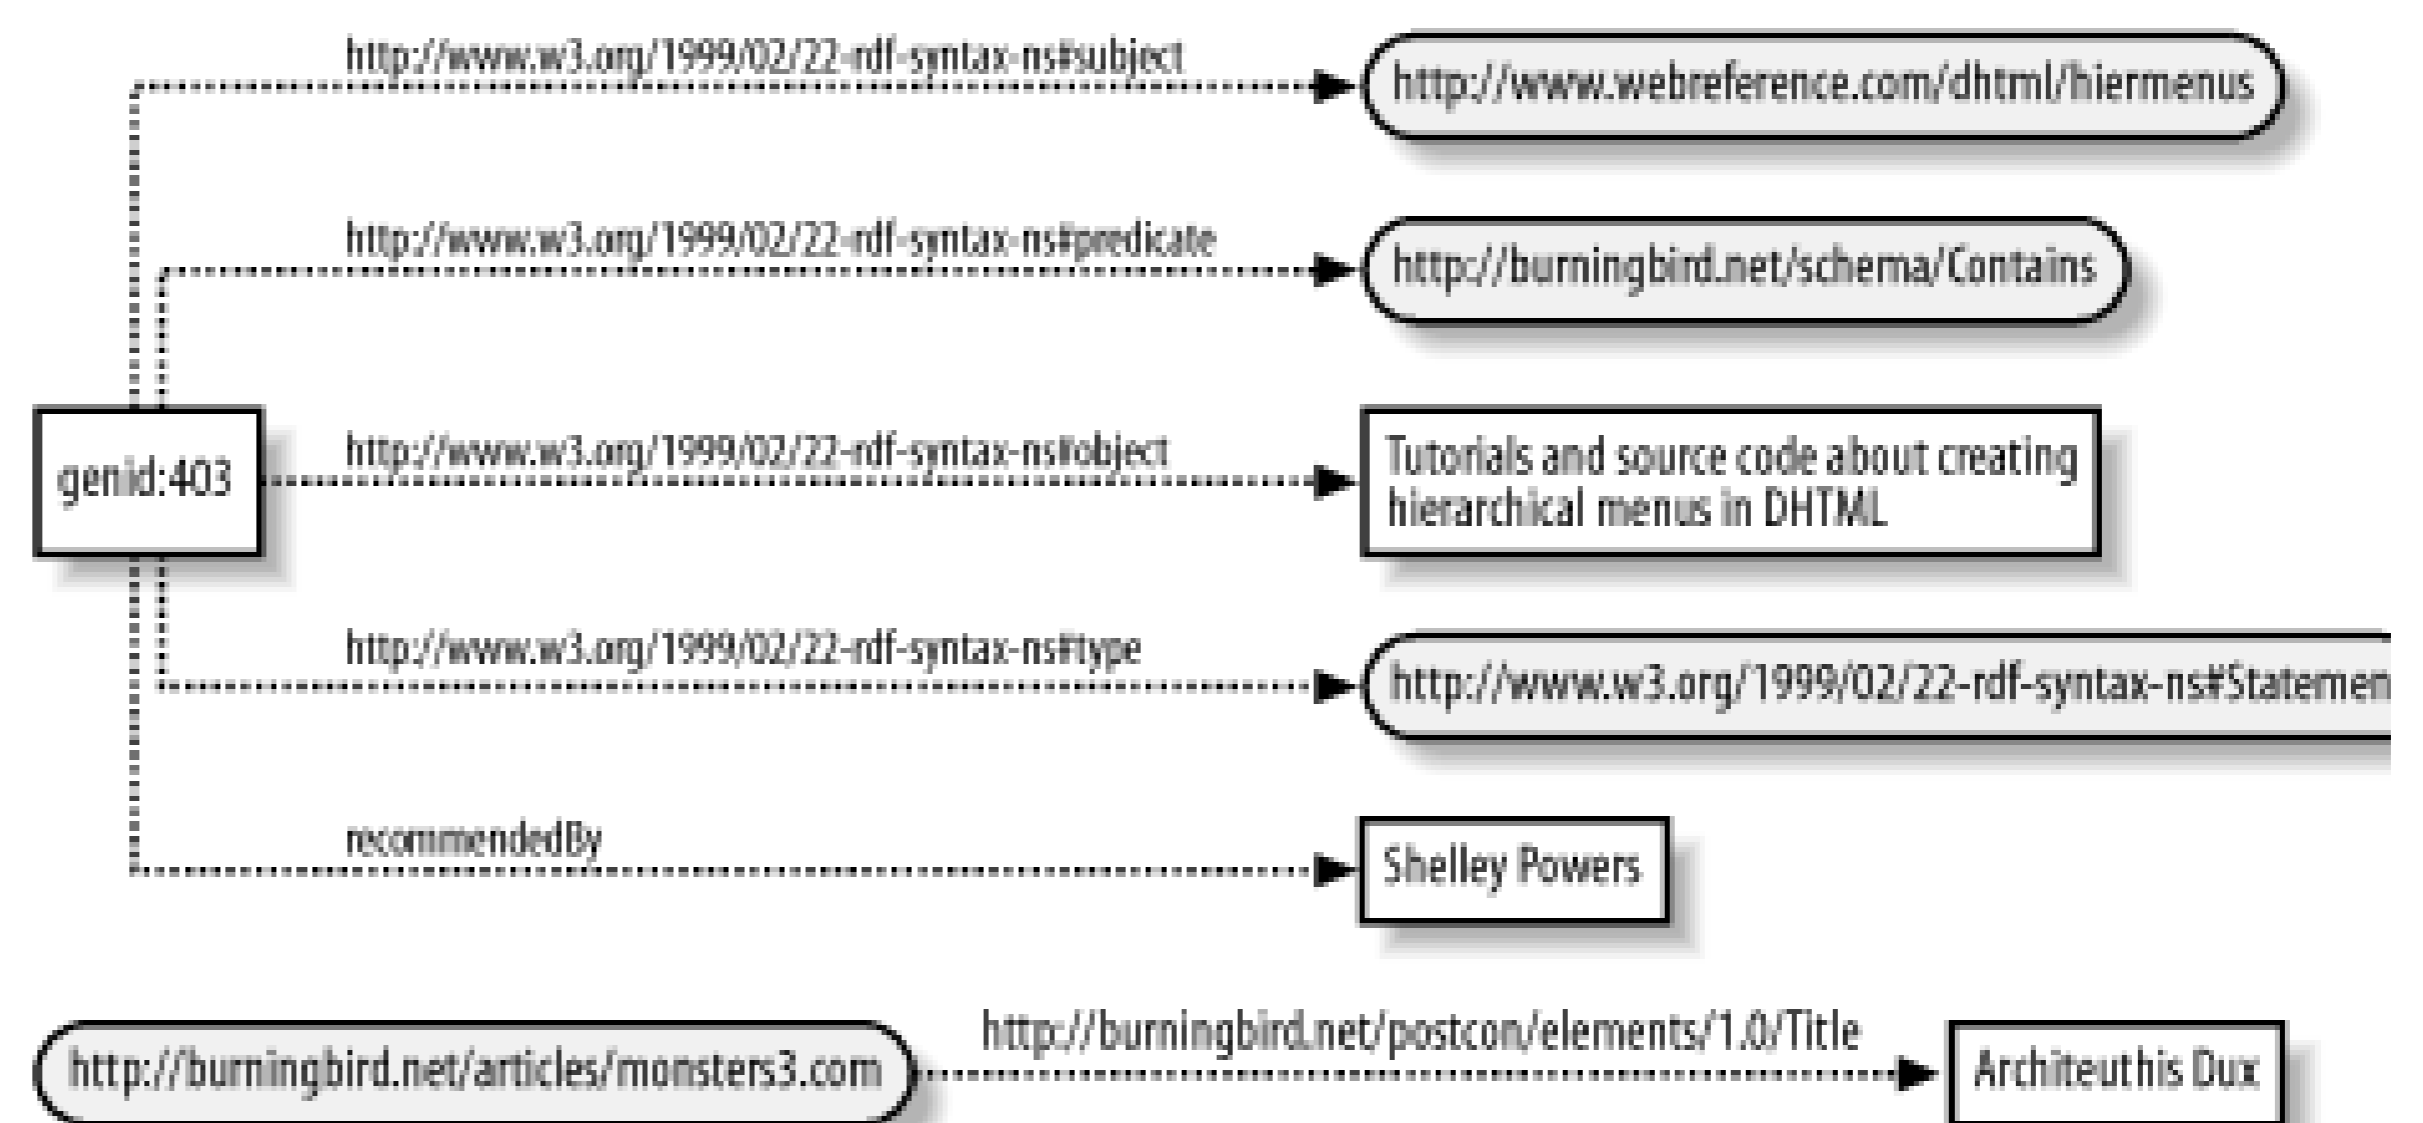 http://www.w3.org/1999/02/22-rdf-syntax-ns#subject
http://www.webreference.com/dhtml/hiermenus
http://www.w3.org/1999/02/22-rdf-syntax-ns#predicate
http://burningbird.net/schema/Contains
genid:403
http://www.w3.org/1999/02/22-rdf-syntax-ns#object
Tutorials and source code about creating
hierarchical menus in DHTML
http://www.w3.org/1999/02/22-rdf-syntax-ns#type
http://www.w3.org/1999/02/22-rdf-syntax-ns#Statemen
recommendedBy
Shelley Powers
http://burningbird.net/articles/monsters3.com
http://burningbird.net/postcon/elements/1.0/Title
Architeuthis Dux